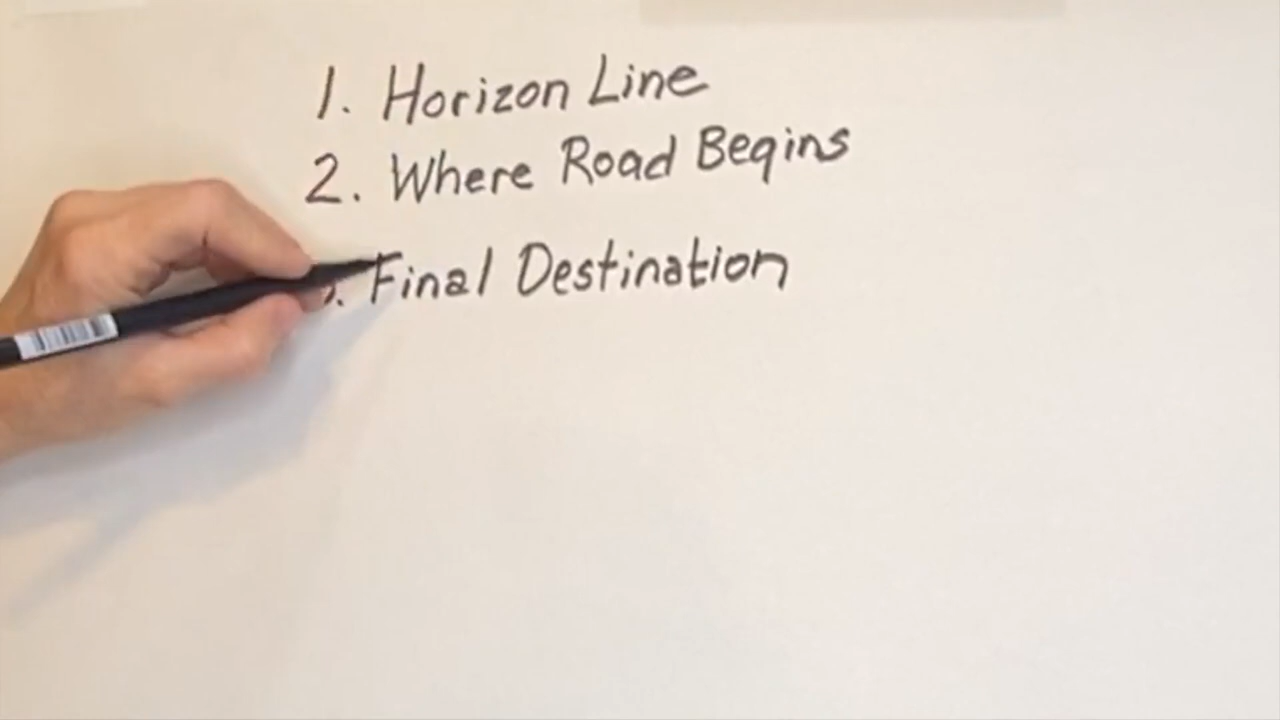 1. Horizon Line
2. Where Road Begins
. Final Destination